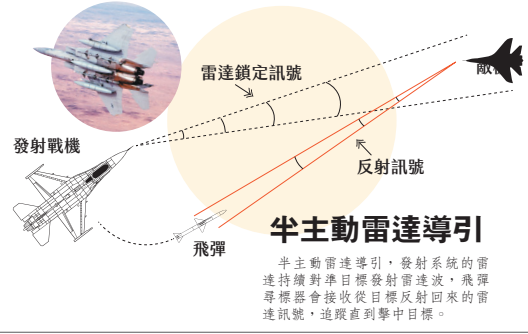 雷達鎖定訊號
發射戰機
反射訊號
飛彈
半主動雷達導引
半主動雷達導引,發射系統的雷
達持續對準目標發射雷達波,飛彈
尋標器會接收從目標反射回來的雷
達訊號,追蹤直到擊中目標。